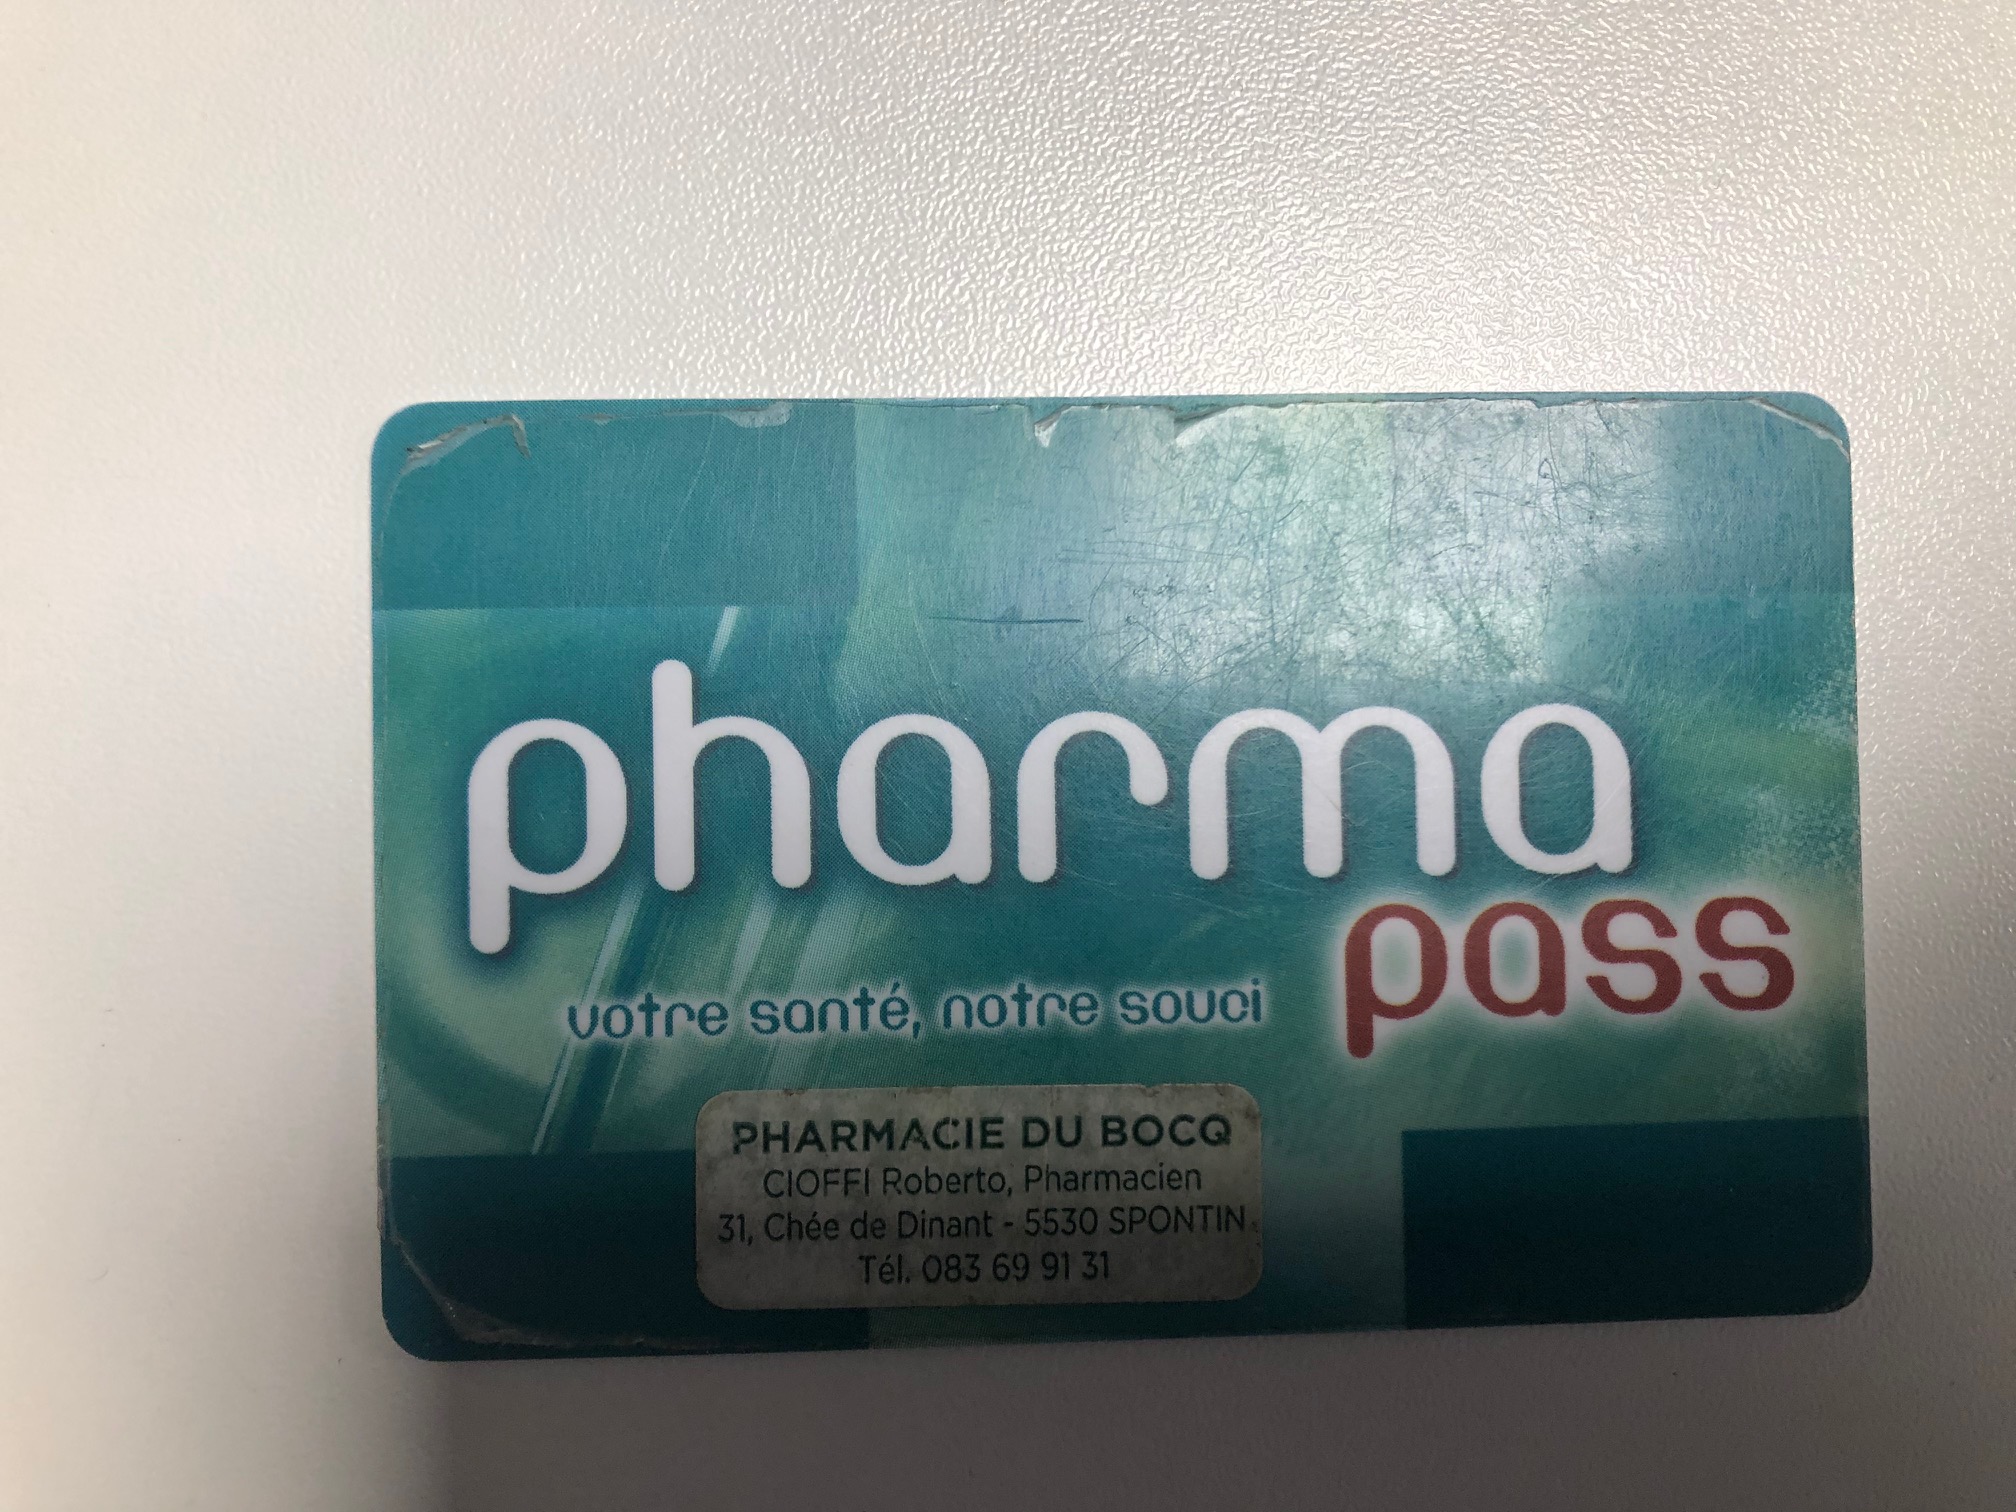 pharma
pass
votre santé, notre souci
PHARMACIE DU BOCQ
CIOFFI Roberto, Pharmacien
31, Chée de Dinant - 5530 SPONTIN
Tél. 083 69 91 31